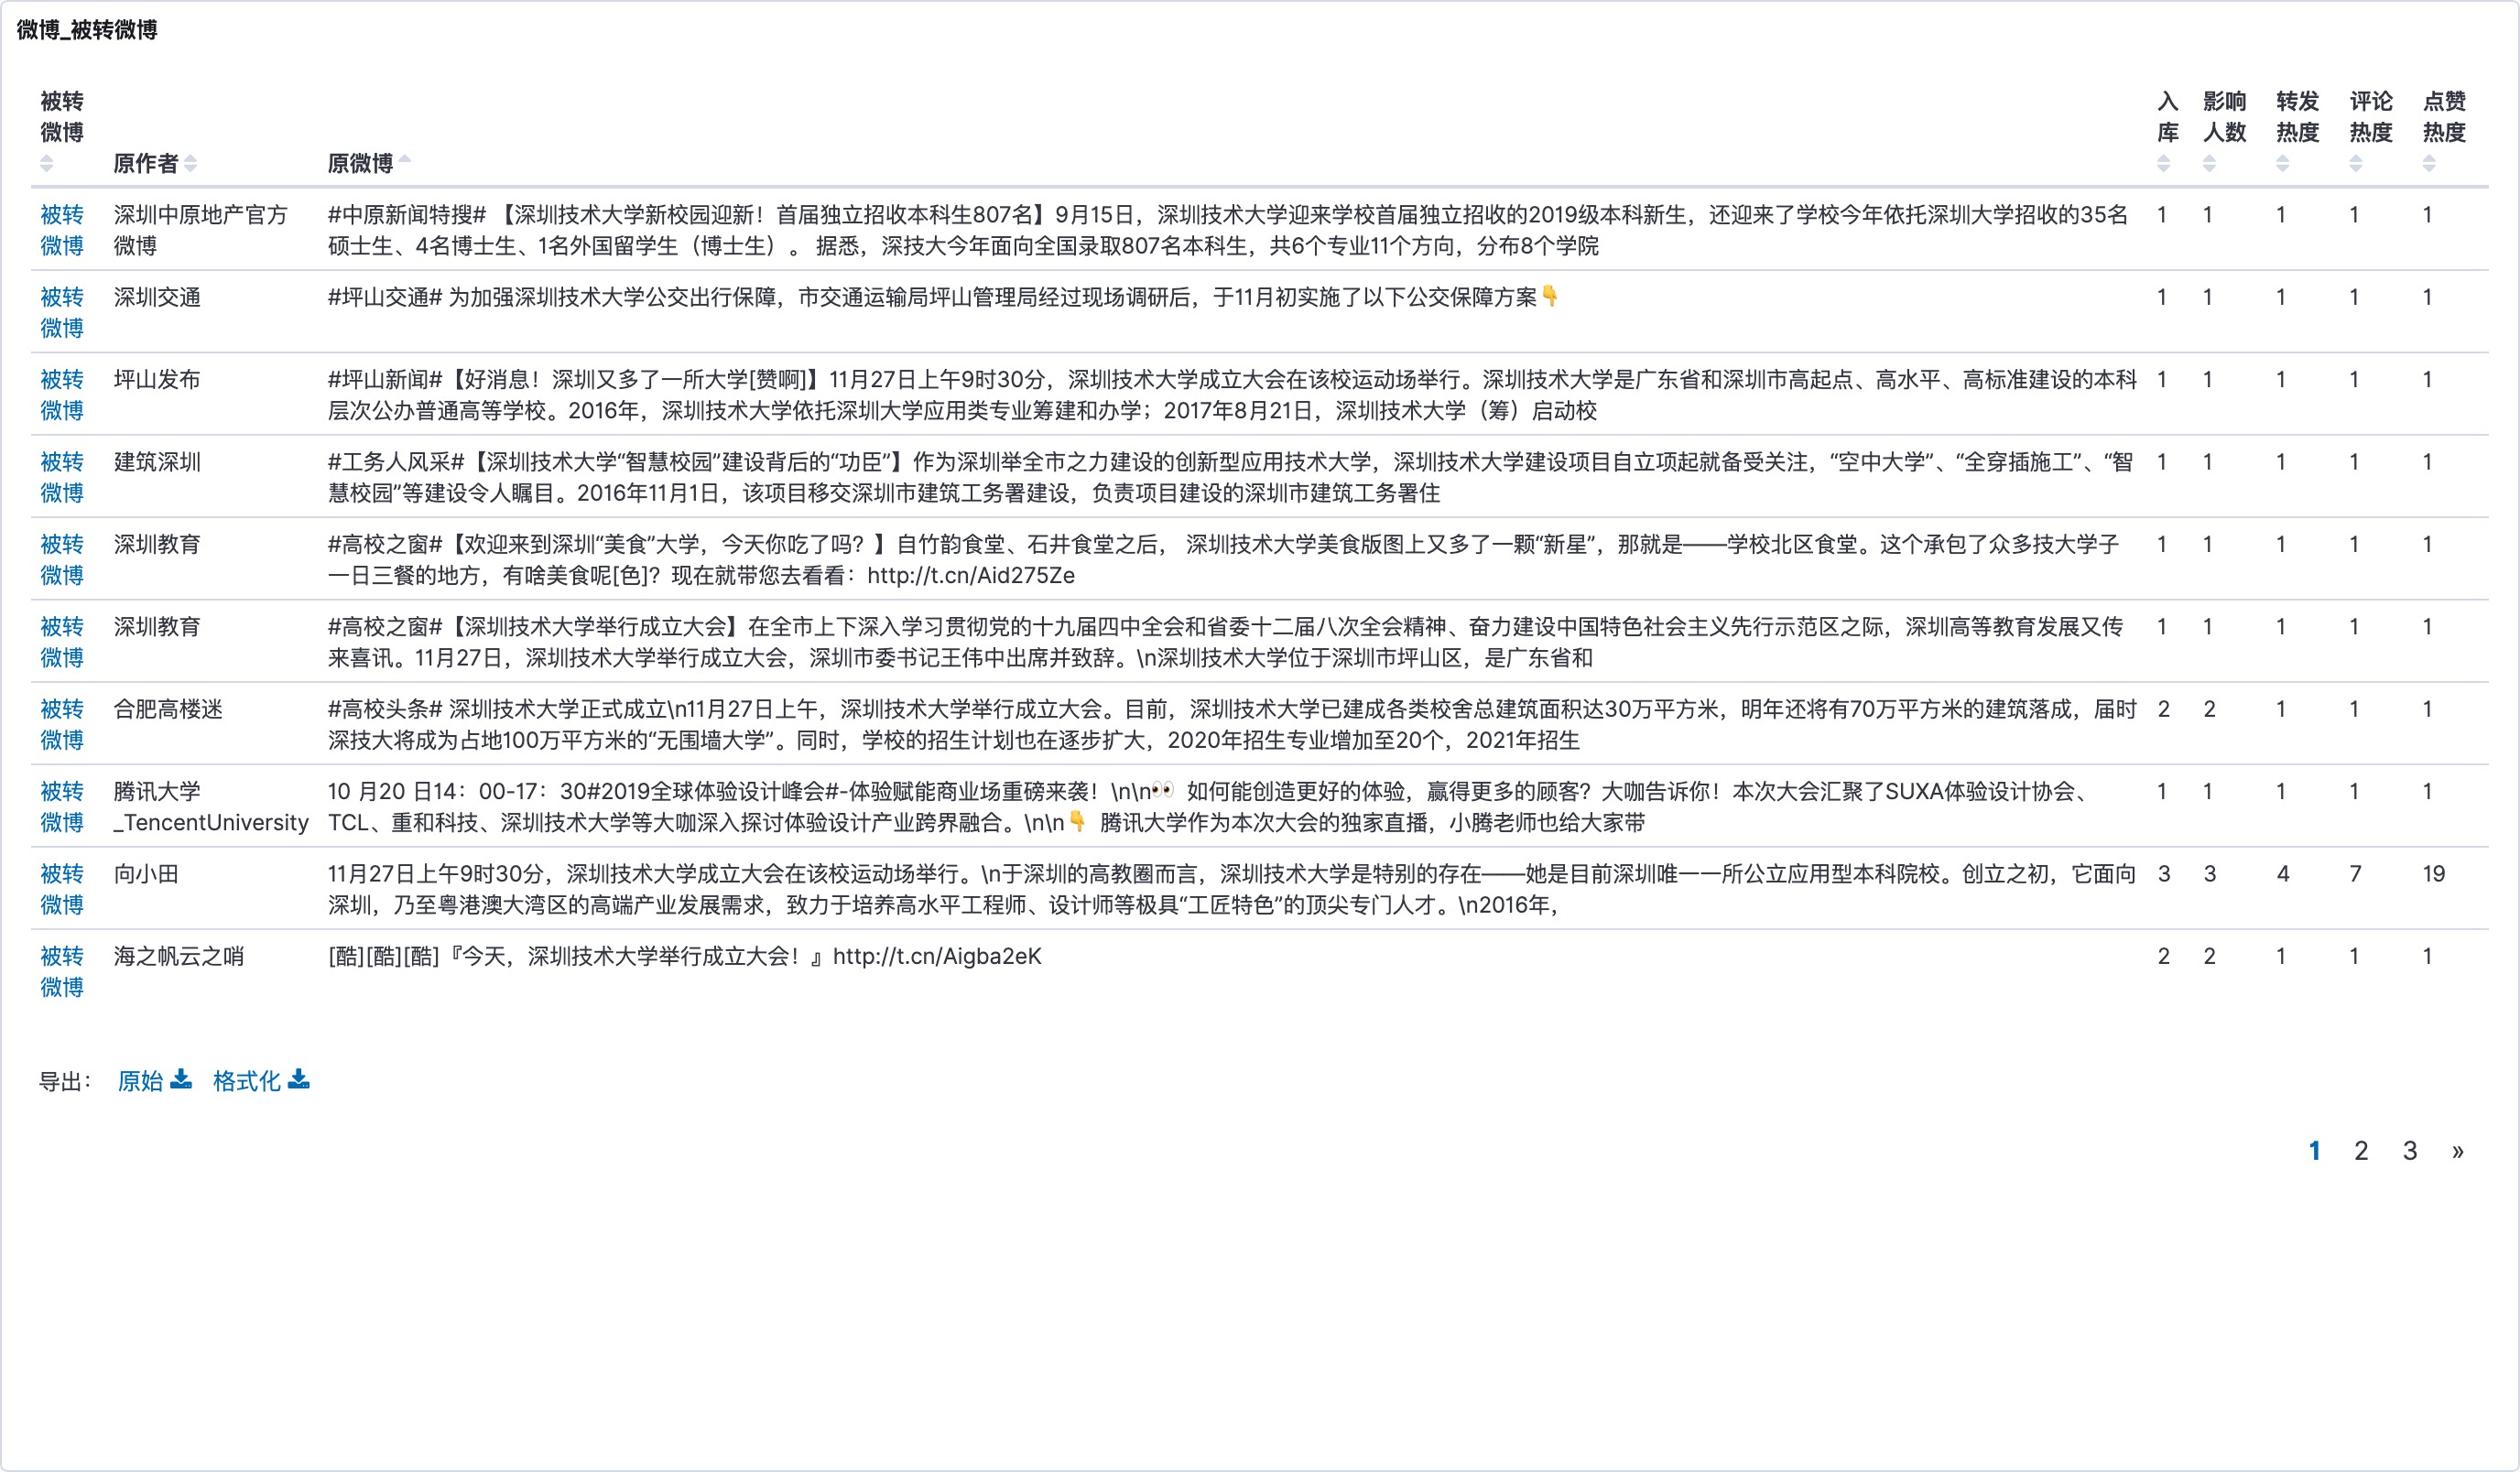 微博_被转微博
被转
微博
原作者
原微博
入
库
影响
人数
转发
热度
评论
热度
点赞
热度
被转
微博
深圳中原地产官方
微博
#中原新闻特搜# 【深圳技术大学新校园迎新！首届独立招收本科生807名】9月15日，深圳技术大学迎来学校首届独立招收的2019级本科新生，还迎来了学校今年依托深圳大学招收的35名
硕士生、4名博士生、1名外国留学生（博士生）。 据悉，深技大今年面向全国录取807名本科生，共6个专业11个方向，分布8个学院
1 1 1 1 1
被转
微博
深圳交通
#坪山交通# 为加强深圳技术大学公交出行保障，市交通运输局坪山管理局经过现场调研后，于11月初实施了以下公交保障方案👇
1 1 1 1 1
被转
微博
坪山发布
#坪山新闻#【好消息！深圳又多了一所大学[赞啊]】11月27日上午9时30分，深圳技术大学成立大会在该校运动场举行。深圳技术大学是广东省和深圳市高起点、高水平、高标准建设的本科
层次公办普通高等学校。2016年，深圳技术大学依托深圳大学应用类专业筹建和办学；2017年8月21日，深圳技术大学（筹）启动校
1 1 1 1 1
被转
微博
建筑深圳
#工务人风采#【深圳技术大学“智慧校园”建设背后的“功臣”】作为深圳举全市之力建设的创新型应用技术大学，深圳技术大学建设项目自立项起就备受关注，“空中大学”、“全穿插施工”、“智
慧校园”等建设令人瞩目。2016年11月1日，该项目移交深圳市建筑工务署建设，负责项目建设的深圳市建筑工务署住
1 1 1 1 1
被转
微博
深圳教育
#高校之窗#【欢迎来到深圳“美食”大学，今天你吃了吗？】自竹韵食堂、石井食堂之后， 深圳技术大学美食版图上又多了一颗“新星”，那就是——学校北区食堂。这个承包了众多技大学子
一日三餐的地方，有啥美食呢[色]？现在就带您去看看：http://t.cn/Aid275Ze
1 1 1 1 1
被转
微博
深圳教育
#高校之窗#【深圳技术大学举行成立大会】在全市上下深入学习贯彻党的十九届四中全会和省委十二届八次全会精神、奋力建设中国特色社会主义先行示范区之际，深圳高等教育发展又传
来喜讯。11月27日，深圳技术大学举行成立大会，深圳市委书记王伟中出席并致辞。\n深圳技术大学位于深圳市坪山区，是广东省和
1 1 1 1 1
被转
微博
合肥高楼迷
#高校头条# 深圳技术大学正式成立\n11月27日上午，深圳技术大学举行成立大会。目前，深圳技术大学已建成各类校舍总建筑面积达30万平方米，明年还将有70万平方米的建筑落成，届时
深技大将成为占地100万平方米的“无围墙大学”。同时，学校的招生计划也在逐步扩大，2020年招生专业增加至20个，2021年招生
2 2 1 1 1
被转
微博
腾讯大学
_TencentUniversity
10 月20 日14：00-17：30#2019全球体验设计峰会#-体验赋能商业场重磅来袭！\n\n👀 如何能创造更好的体验，赢得更多的顾客？大咖告诉你！本次大会汇聚了SUXA体验设计协会、
TCL、重和科技、深圳技术大学等大咖深入探讨体验设计产业跨界融合。\n\n👇 腾讯大学作为本次大会的独家直播，小腾老师也给大家带
1 1 1 1 1
被转
微博
向小田
11月27日上午9时30分，深圳技术大学成立大会在该校运动场举行。\n于深圳的高教圈而言，深圳技术大学是特别的存在——她是目前深圳唯一一所公立应用型本科院校。创立之初，它面向
深圳，乃至粤港澳大湾区的高端产业发展需求，致力于培养高水平工程师、设计师等极具“工匠特色”的顶尖专门人才。\n2016年，
3 3 4 7 19
被转
微博
海之帆云之哨
[酷][酷][酷]『今天，深圳技术大学举行成立大会！』http://t.cn/Aigba2eK
2 2 1 1 1
导出： 原始 格式化
1 2 3 »